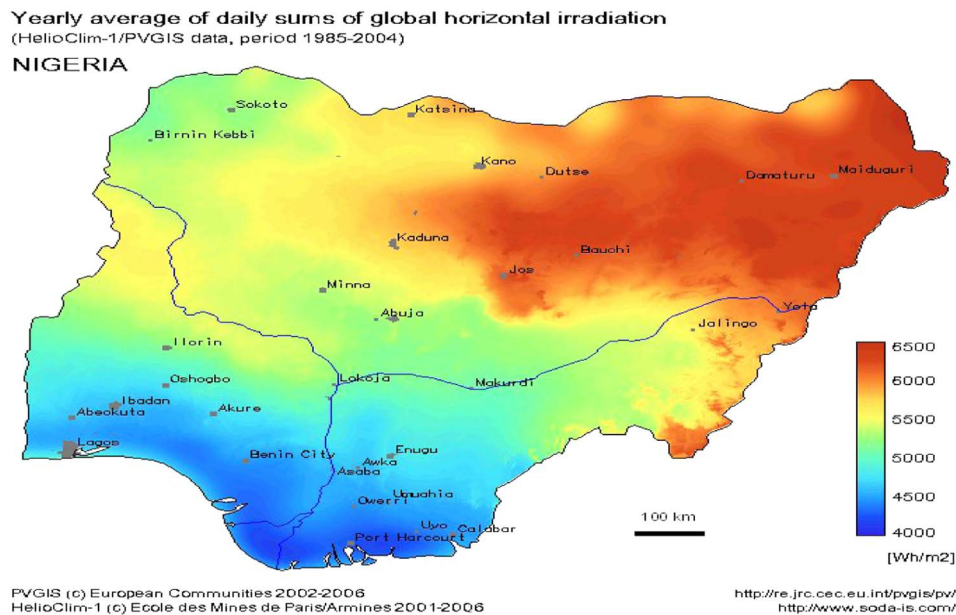 Yearly average of daily sums of global horizontal irradiation
(HelioClim-1/PVGIS data, period 1985-2004)
NIGERIA
Sokoto
Katsina
Birnin Kebbi
Kano
Dutse
Damaturu
Maiduguri
Kaduna
Bauchi
Jos
Minna
Yola
Abuja
Jalingo
Ilorin
Oshogbo
Lokoja
Makurdi
Ibadan
Abeokuta
Akure
Lagos
Enugu
Benin City
Awka
Asaba
Umuahia
Owerri
Uyo
Calabar
Port Harcourt
100 km
6500
6000
5500
5000
4500
4000
[Wh/m2]
PVGIS (c) European Communities 2002-2006
HelioClim-1 (c) Ecole des Mines de Paris/Armines 2001-2006
http://re.jrc.cec.eu.int/pvgis/pv/
http://www.soda-is.com/